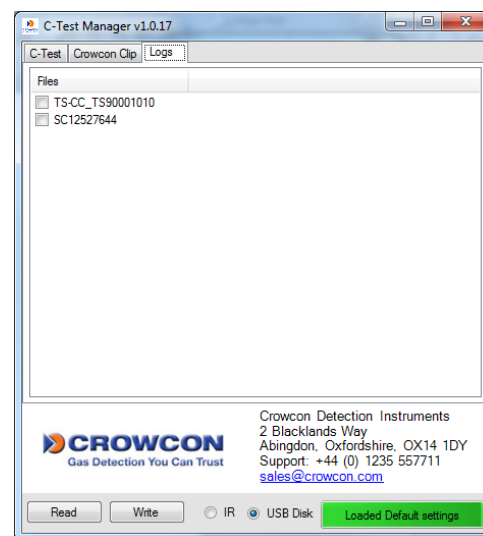 C-Test Manager v1.0.17
C-Test Crowcon Clip Logs
Files
TS-CC_TS90001010
SC12527644
CROWCON
Gas Detection You Can Trust
Crowcon Detection Instruments
2 Blacklands Way
Abingdon, Oxfordshire, OX14 1DY
Support: +44 (0) 1235 557711
sales@crowcon.com
Read Write IR USB Disk Loaded Default settings